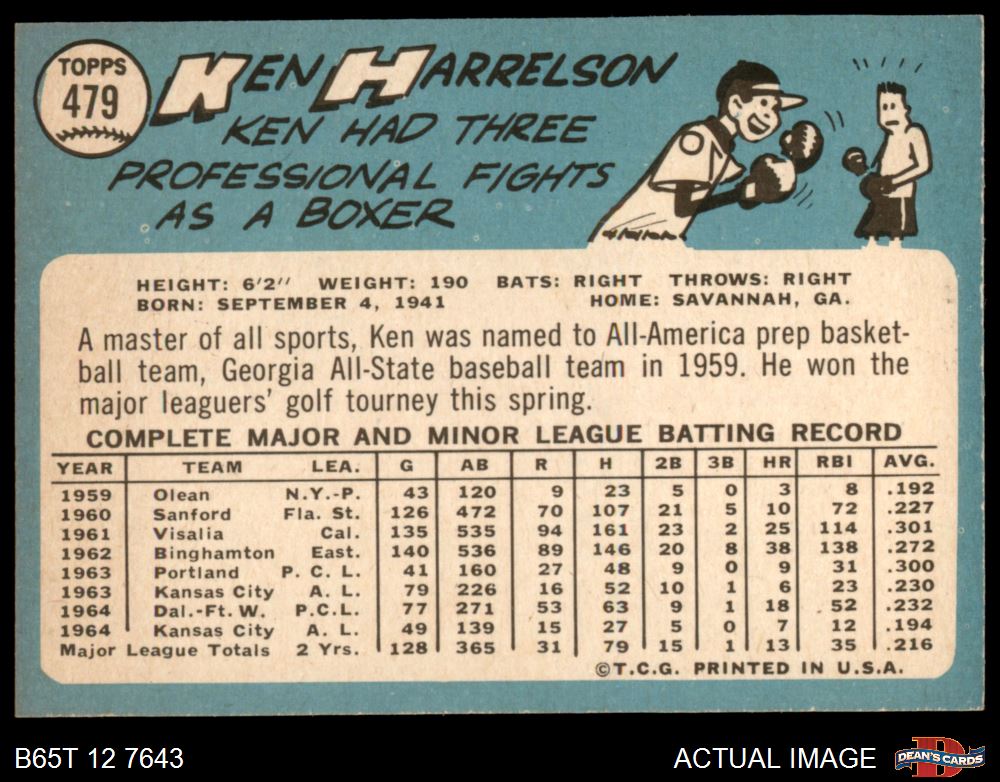 TOPPS
479
KEN HARRELSON
KEN HAD THREE
PROFESSIONAL FIGHTS
AS A BOXER
HEIGHT: 6'2" WEIGHT: 190 BATS: RIGHT THROWS: RIGHT
BORN: SEPTEMBER 4, 1941 HOME: SAVANNAH, GA.
A master of all sports, Ken was named to All-America prep basket-
ball team, Georgia All-State baseball team in 1959. He won the
major leaguers' golf tourney this spring.
COMPLETE MAJOR AND MINOR LEAGUE BATTING RECORD
YEAR TEAM LEA. G AB R H 2B 3B HR RBI AVG.
1959 Olean N.Y.-P. 43 120 9 23 5 0 3 8 .192
1960 Sanford Fla. St. 126 472 70 107 21 5 10 72 .227
1961 Visalia Cal. 135 535 94 161 23 2 25 114 .301
1962 Binghamton East. 140 536 89 146 20 8 38 138 .272
1963 Portland P. C. L. 41 160 27 48 9 0 9 31 .300
1963 Kansas City A. L. 79 226 16 52 10 1 6 23 .230
1964 Dal.-Ft. W. P.C.L. 77 271 53 63 9 1 18 52 .232
1964 Kansas City A. L. 49 139 15 27 5 0 7 12 .194
Major League Totals 2 Yrs. 128 365 31 79 15 1 13 35 .216
©T.C.G. PRINTED IN U.S.A.
B65T 12 7643 ACTUAL IMAGE D DEAN'S CARDS